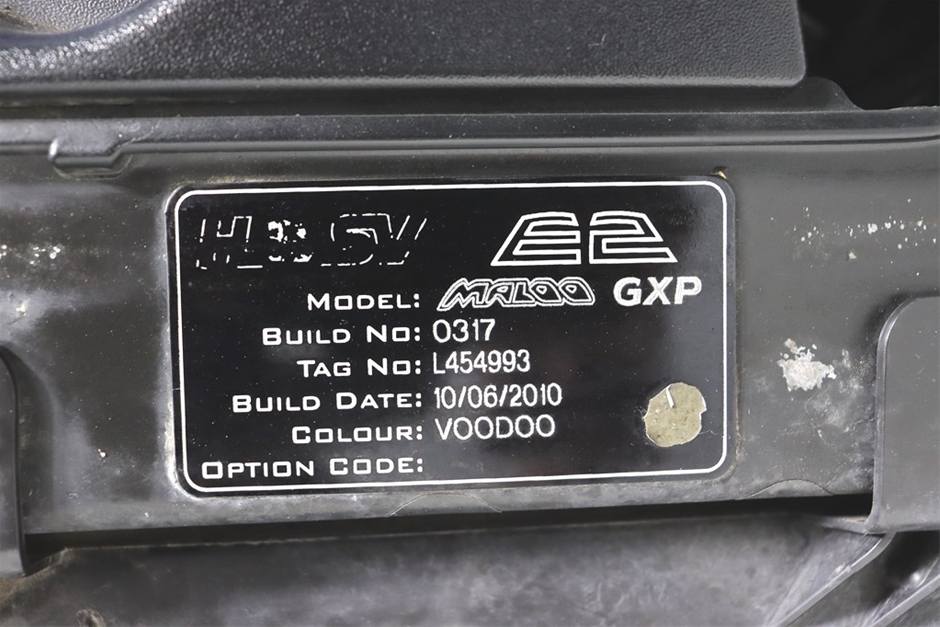 HSV E2
MODEL: MALOO GXP
BUILD NO: 0317
TAG NO: L454993
BUILD DATE: 10/06/2010
COLOUR: VOODOO
OPTION CODE: